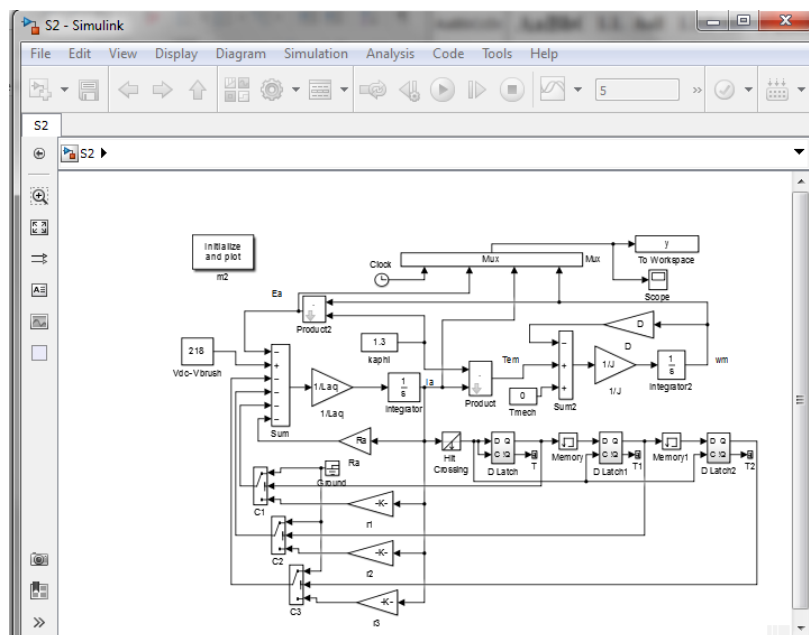 S2 - Simulink
File Edit View Display Diagram Simulation Analysis Code Tools Help
5
S2
S2
Initialize
and plot
m2
Clock
Mux
Mux
y
To Workspace
Scope
Ea
Product2
D
D
218
Vdc-Vbrush
1.3
kaphi
Tem
1/Laq
1/Laq
1
s
Integrator
Ia
Product
0
Tmech
Sum2
1/J
1/J
1
s
Integrator2
wm
Sum
Ra
Ra
Hit
Crossing
D Q
C !Q
D Latch
T
Memory
D Q
C !Q
D Latch1
T1
Memory1
D Q
C !Q
D Latch2
T2
Ground
C1
-K-
r1
C2
-K-
r2
C3
-K-
r3